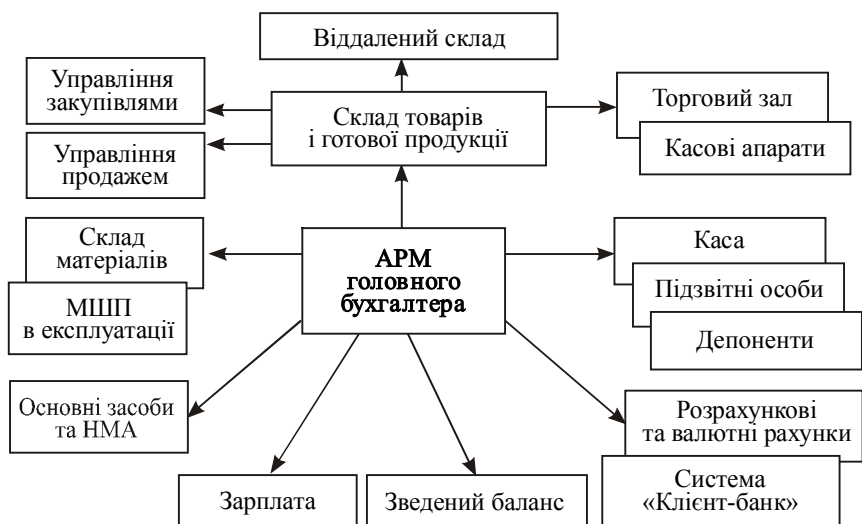 Віддалений склад
Управління
закупівлями
Склад товарів
і готової продукції
Торговий зал
Касові апарати
Управління
продажем
Склад
матеріалів
МШП
в експлуатації
АРМ
головного
бухгалтера
Каса
Підзвітні особи
Депоненти
Основні засоби
та НМА
Розрахункові
та валютні рахунки
Система
«Клієнт-банк»
Зарплата
Зведений баланс